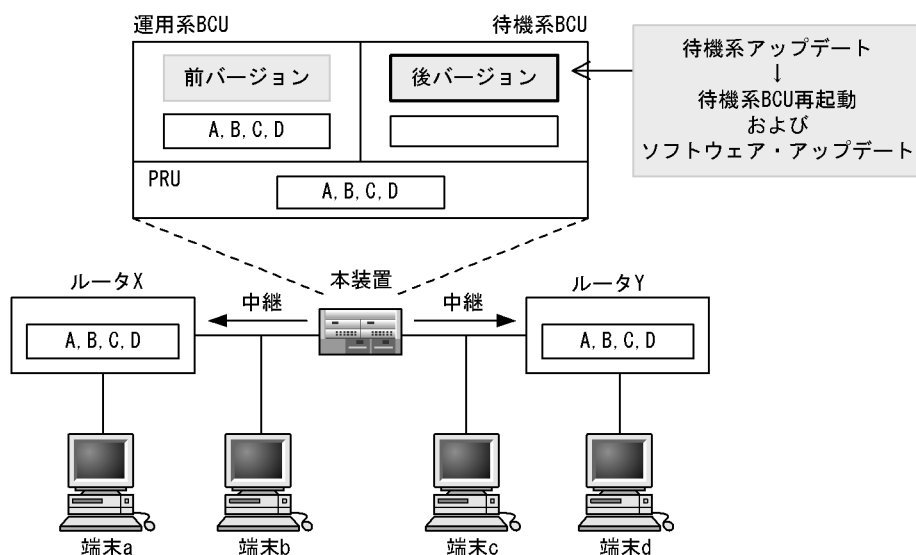 運用系BCU
待機系BCU
前バージョン
後バージョン
A, B, C, D
待機系アップデート
↓
待機系BCU再起動
および
ソフトウェア・アップデート
PRU
A, B, C, D
ルータX
中継
本装置
中継
ルータY
A, B, C, D
A, B, C, D
端末a
端末b
端末c
端末d